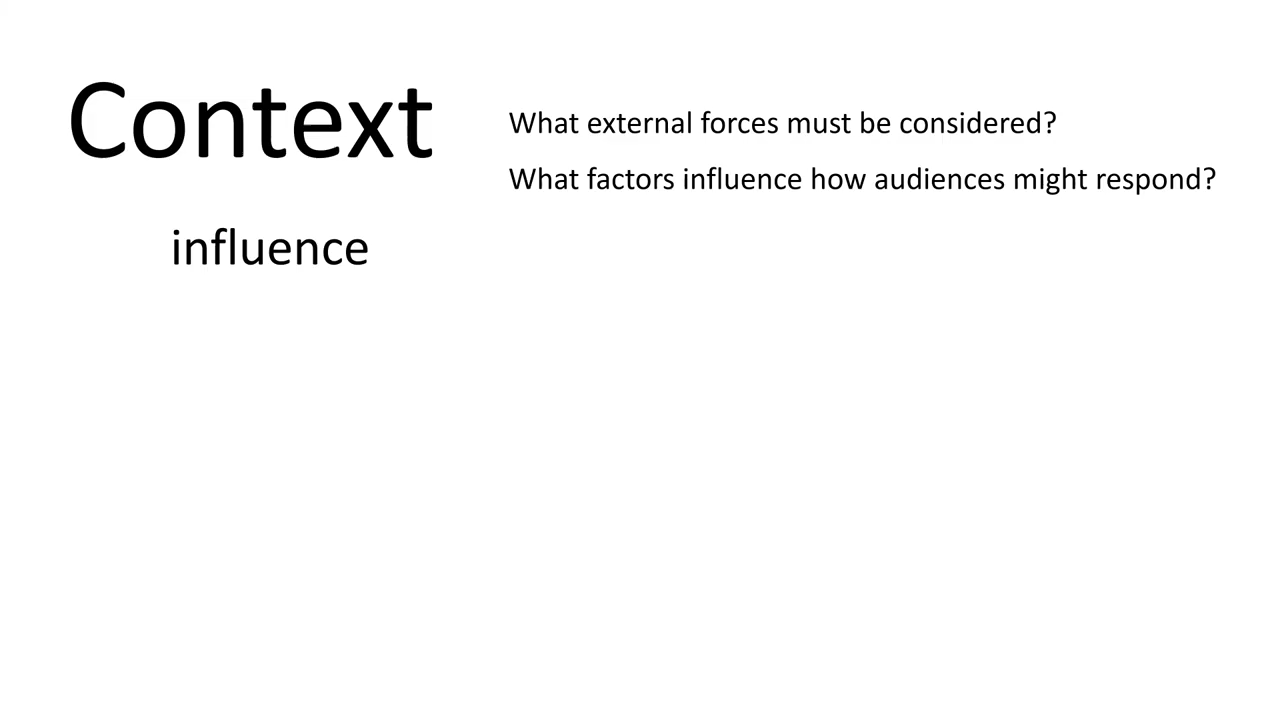 Context
What external forces must be considered?
What factors influence how audiences might respond?
influence